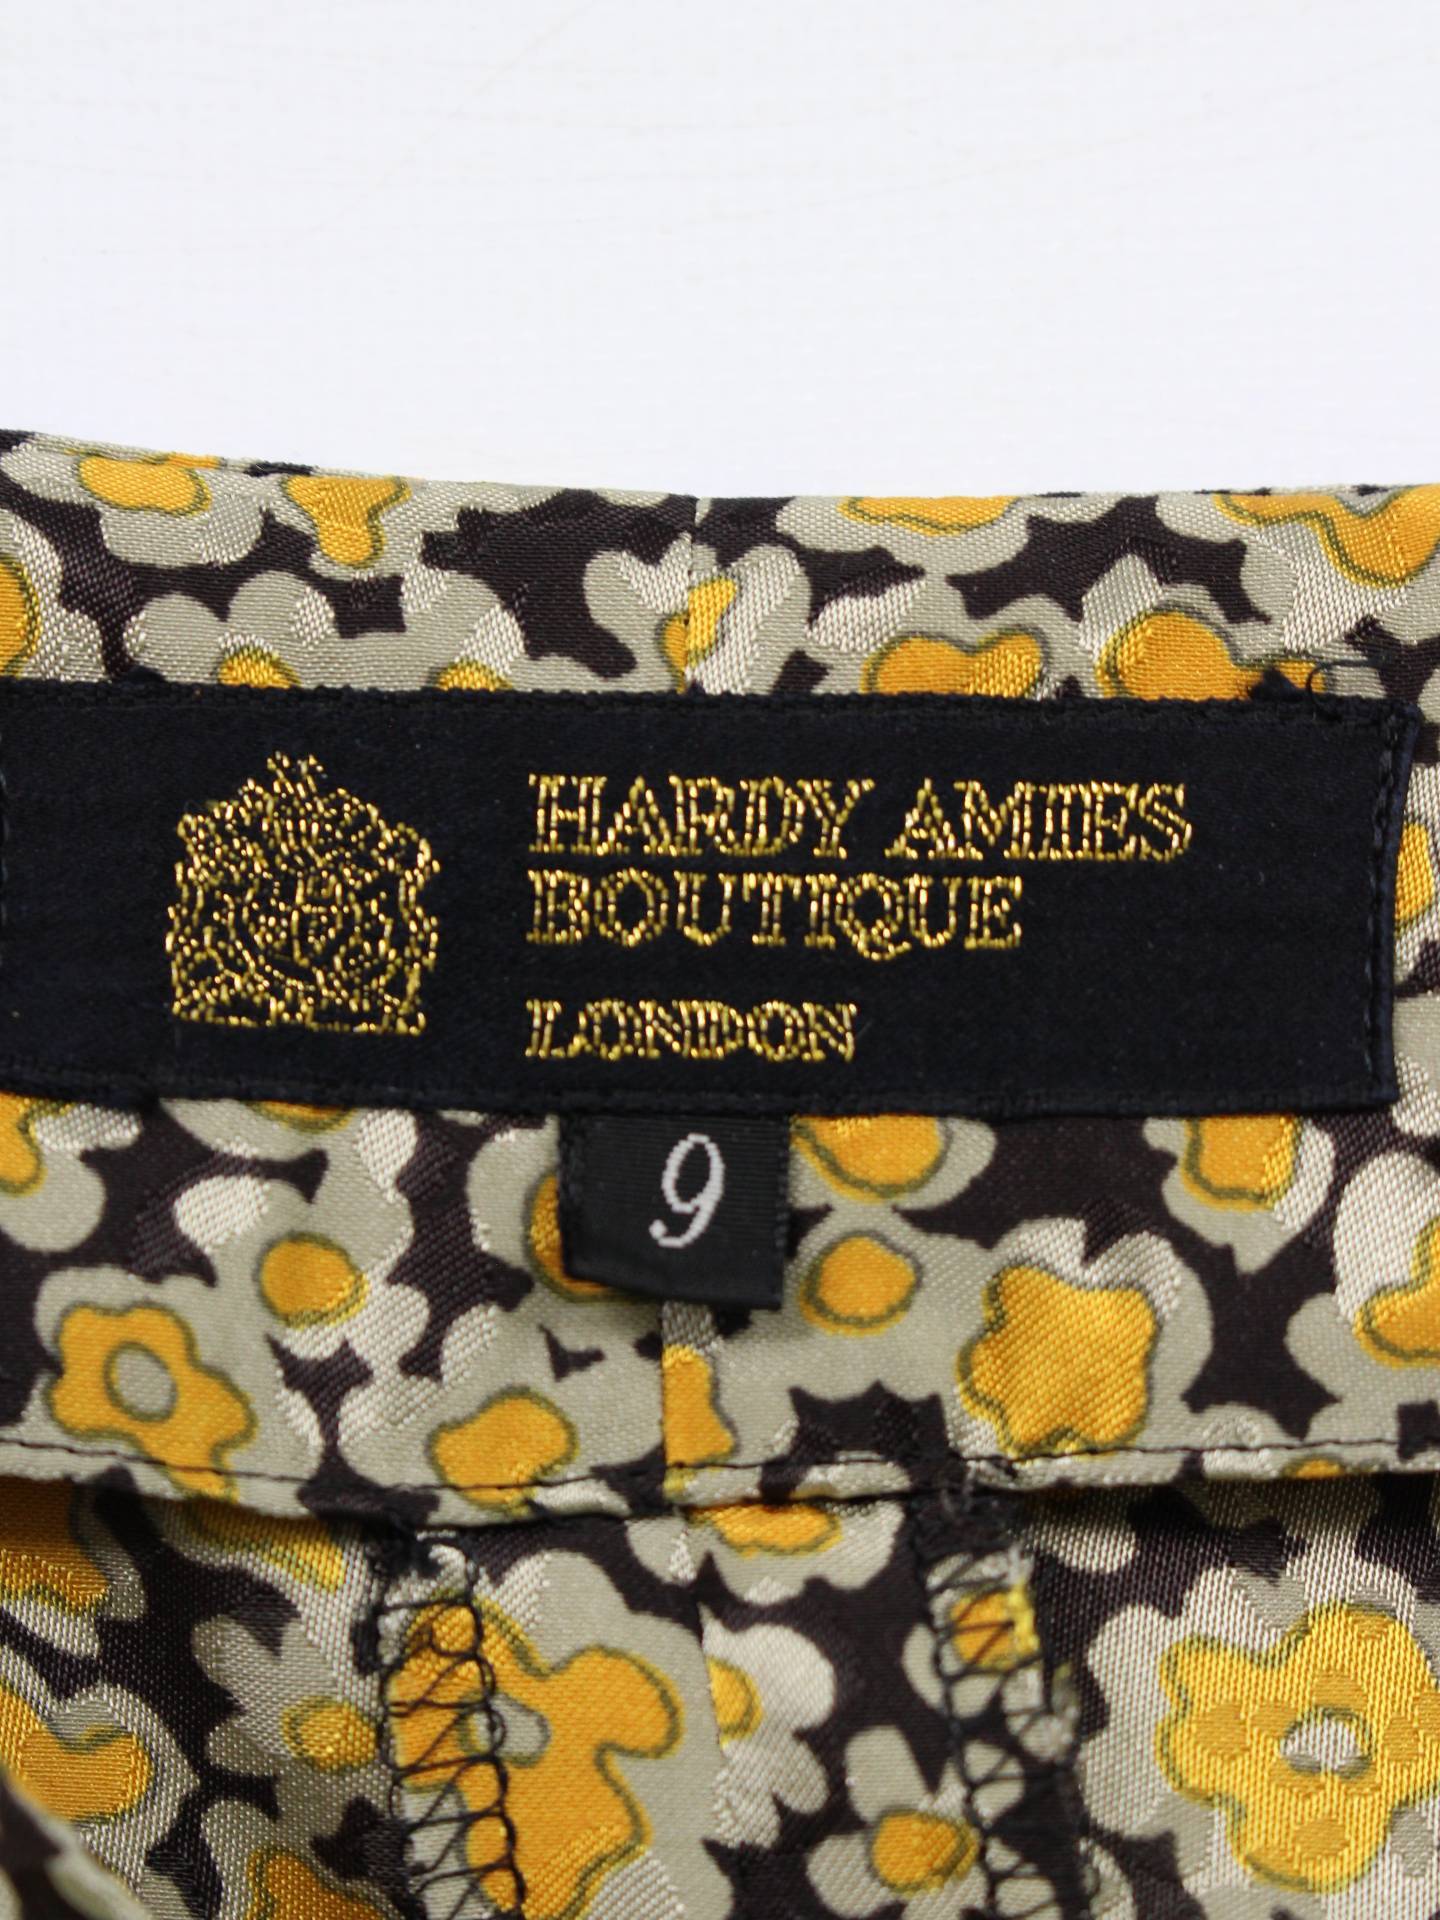 HARDY AMIES
BOUTIQUE
LONDON
9